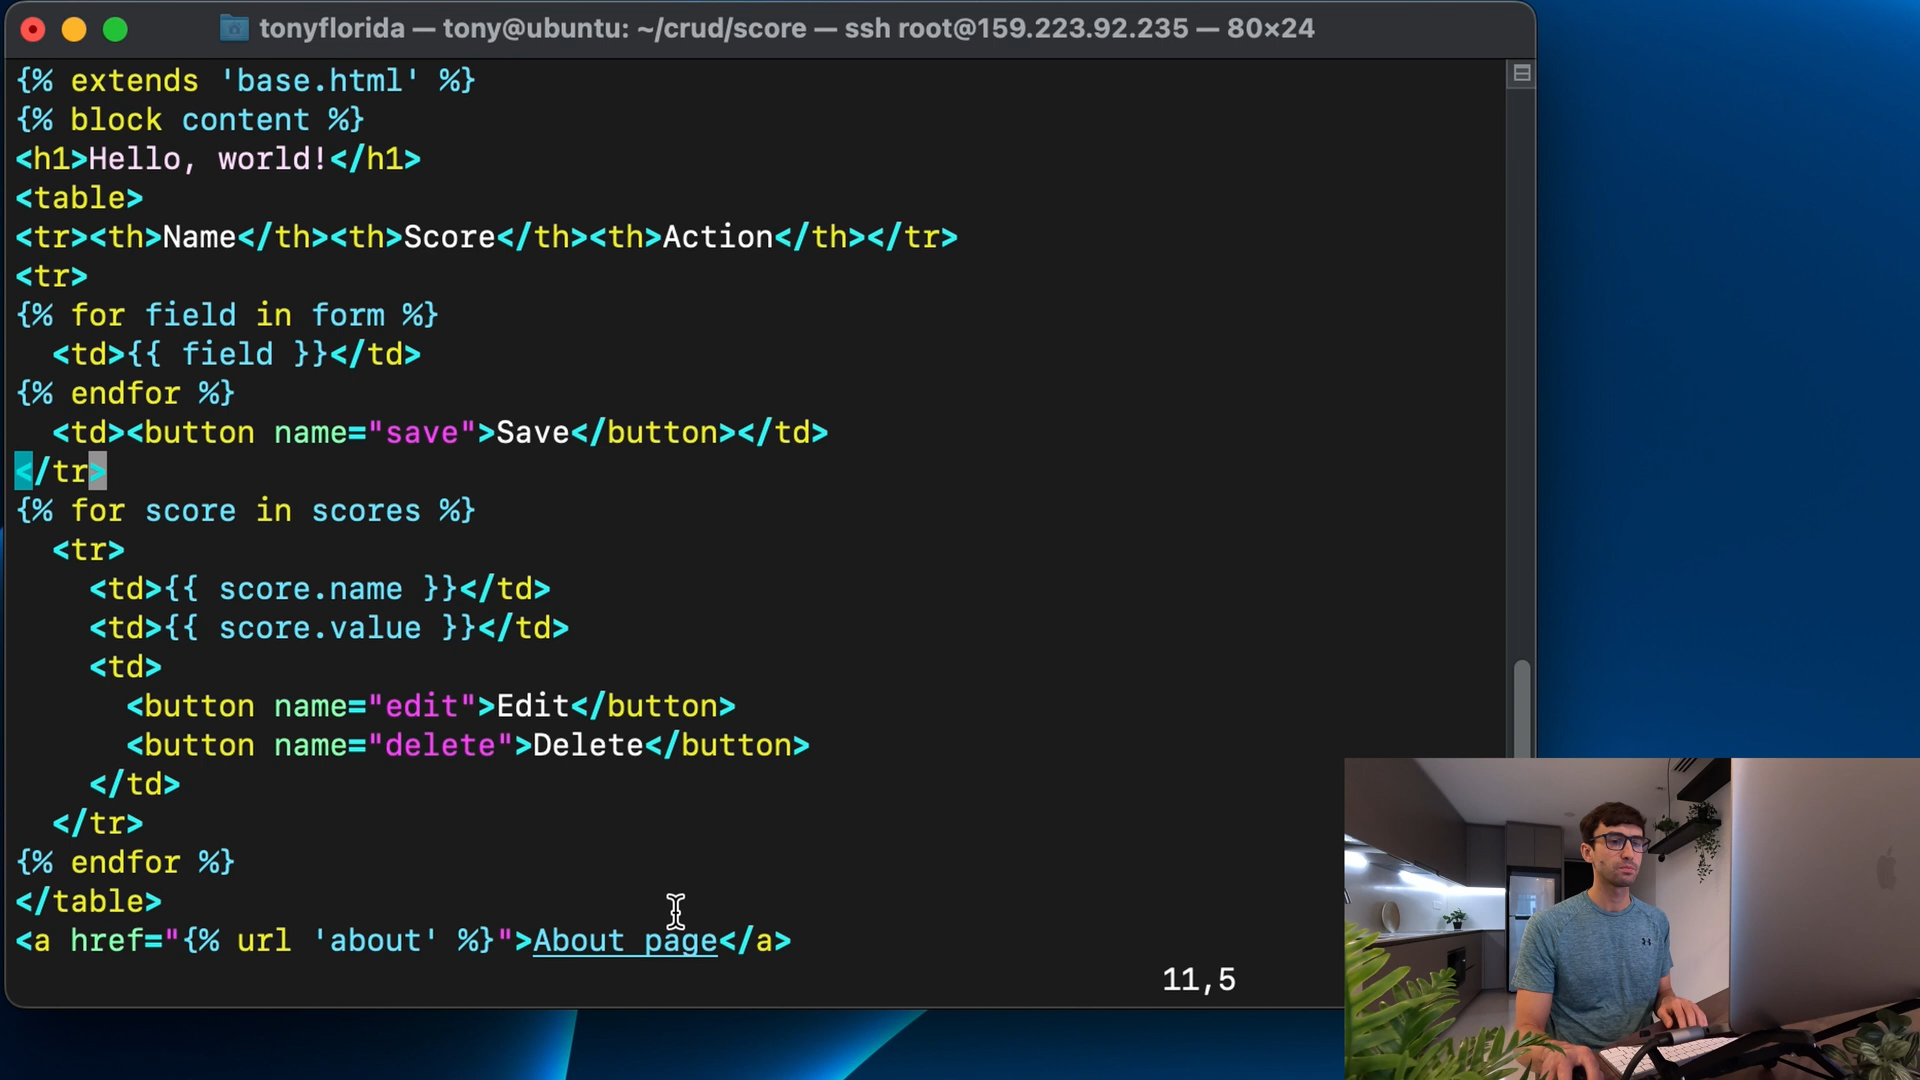 tonyflorida — tony@ubuntu: ~/crud/score — ssh root@159.223.92.235 — 80×24
{% extends 'base.html' %}
{% block content %}
<h1>Hello, world!</h1>
<table>
<tr><th>Name</th><th>Score</th><th>Action</th></tr>
<tr>
{% for field in form %}
  <td>{{ field }}</td>
{% endfor %}
  <td><button name="save">Save</button></td>
</tr>
{% for score in scores %}
  <tr>
    <td>{{ score.name }}</td>
    <td>{{ score.value }}</td>
    <td>
      <button name="edit">Edit</button>
      <button name="delete">Delete</button>
    </td>
  </tr>
{% endfor %}
</table>
<a href="{% url 'about' %}">About page</a>
11,5